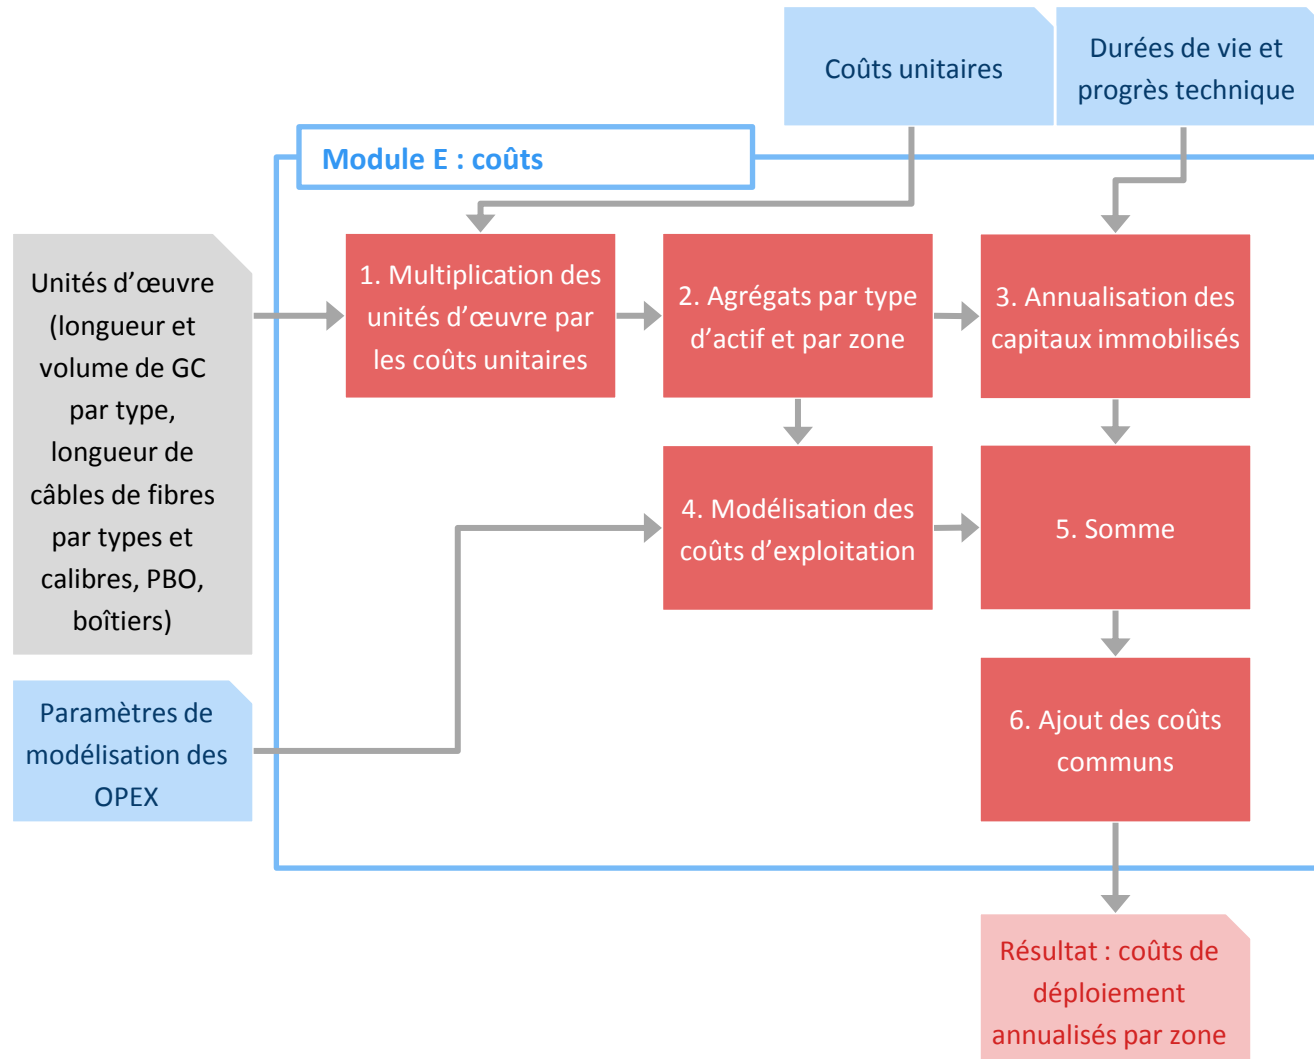 Coûts unitaires
Durées de vie et
progrès technique
Module E : coûts
Unités d’œuvre
(longueur et
volume de GC
par type,
longueur de
câbles de fibres
par types et
calibres, PBO,
boîtiers)
1. Multiplication des
unités d’œuvre par
les coûts unitaires
2. Agrégats par type
d’actif et par zone
3. Annualisation des
capitaux immobilisés
4. Modélisation des
coûts d’exploitation
5. Somme
Paramètres de
modélisation des
OPEX
6. Ajout des coûts
communs
Résultat : coûts de
déploiement
annualisés par zone